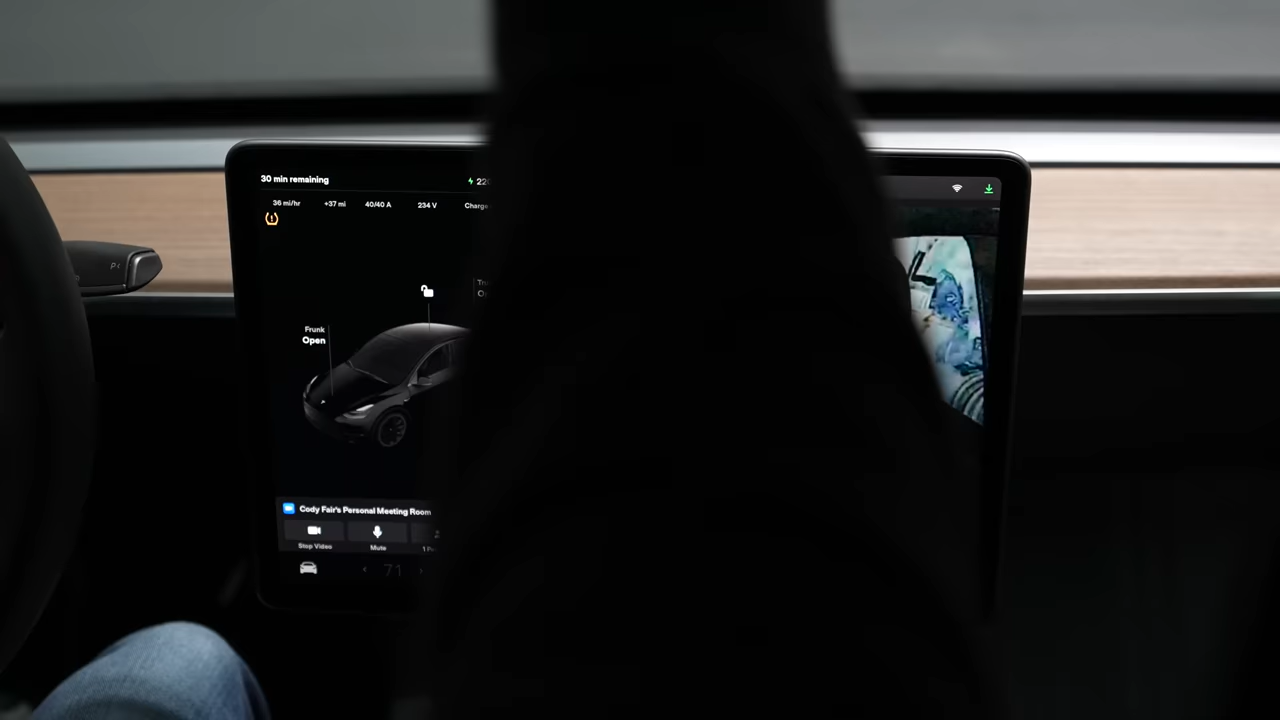 30 min remaining
36 mi/hr +37 mi 40/40 A 234 V
Frunk
Open
Cody Fair's Personal Meeting Room
Stop Video Mute
71